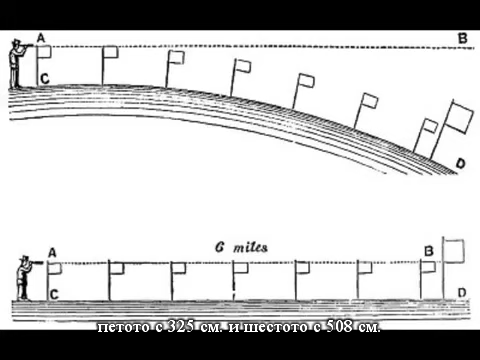 A B
C
D
6 miles
A B
C D
петото с 325 см. и шестото с 508 см.